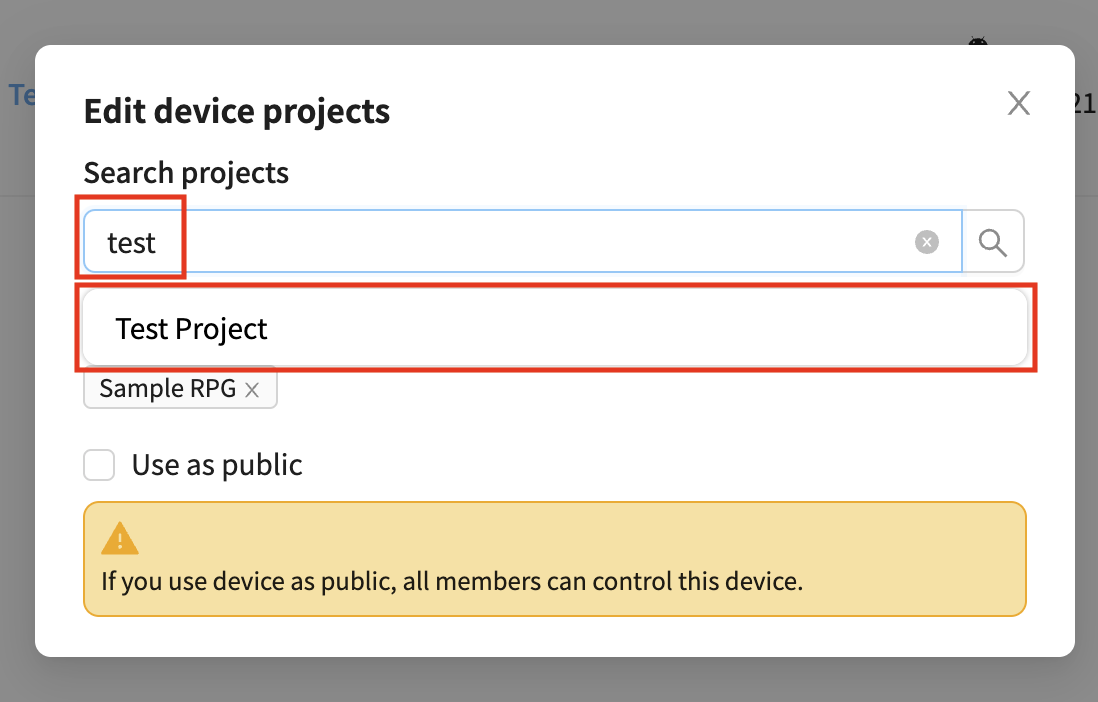 Te
Edit device projects
21
Search projects
test
Test Project
Sample RPG
Use as public
If you use device as public, all members can control this device.